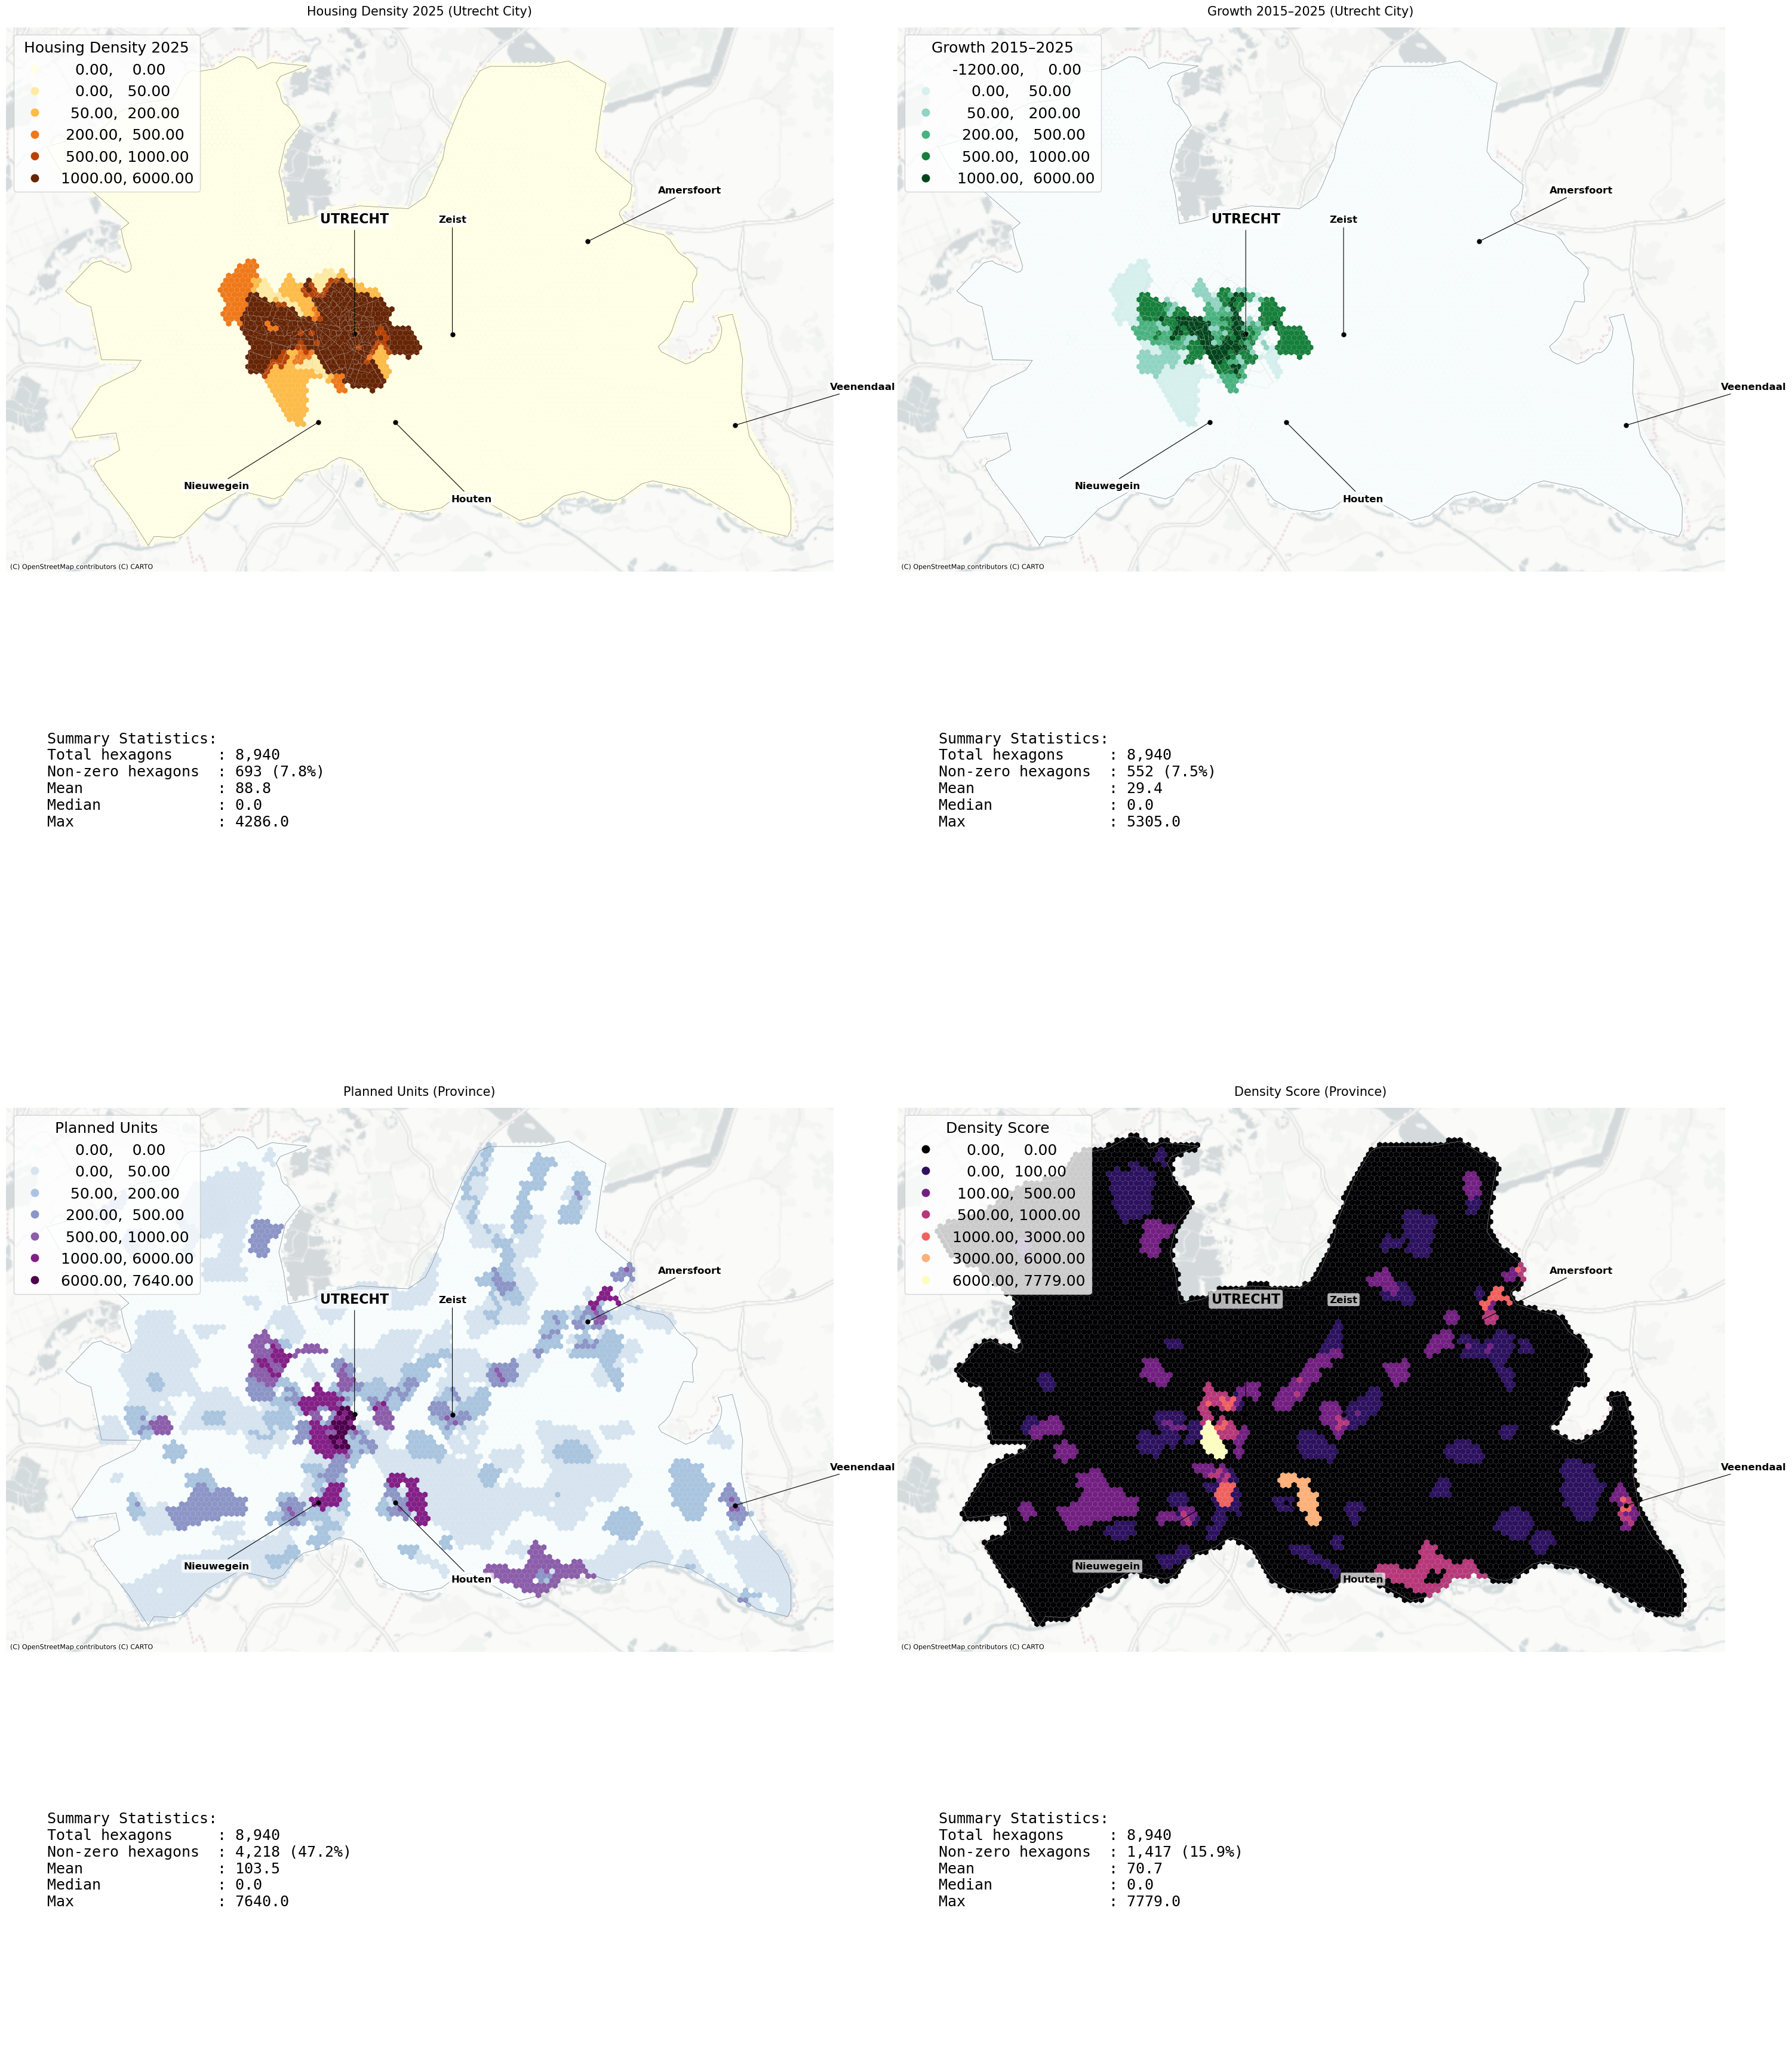 Housing Density 2025 (Utrecht City)
Housing Density 2025
0.00, 0.00
0.00, 50.00
50.00, 200.00
200.00, 500.00
500.00, 1000.00
1000.00, 6000.00
UTRECHT
Zeist
Amersfoort
Veenendaal
Nieuwegein
Houten
(C) OpenStreetMap contributors (C) CARTO
Growth 2015–2025 (Utrecht City)
Growth 2015–2025
-1200.00, 0.00
0.00, 50.00
50.00, 200.00
200.00, 500.00
500.00, 1000.00
1000.00, 6000.00
UTRECHT
Zeist
Amersfoort
Veenendaal
Nieuwegein
Houten
(C) OpenStreetMap contributors (C) CARTO
Summary Statistics:
Total hexagons : 8,940
Non-zero hexagons : 693 (7.8%)
Mean : 88.8
Median : 0.0
Max : 4286.0
Summary Statistics:
Total hexagons : 8,940
Non-zero hexagons : 552 (7.5%)
Mean : 29.4
Median : 0.0
Max : 5305.0
Planned Units (Province)
Planned Units
0.00, 0.00
0.00, 50.00
50.00, 200.00
200.00, 500.00
500.00, 1000.00
1000.00, 6000.00
6000.00, 7640.00
UTRECHT
Zeist
Amersfoort
Veenendaal
Nieuwegein
Houten
(C) OpenStreetMap contributors (C) CARTO
Density Score (Province)
Density Score
0.00, 0.00
0.00, 100.00
100.00, 500.00
500.00, 1000.00
1000.00, 3000.00
3000.00, 6000.00
6000.00, 7779.00
UTRECHT
Zeist
Amersfoort
Veenendaal
Nieuwegein
Houten
(C) OpenStreetMap contributors (C) CARTO
Summary Statistics:
Total hexagons : 8,940
Non-zero hexagons : 4,218 (47.2%)
Mean : 103.5
Median : 0.0
Max : 7640.0
Summary Statistics:
Total hexagons : 8,940
Non-zero hexagons : 1,417 (15.9%)
Mean : 70.7
Median : 0.0
Max : 7779.0